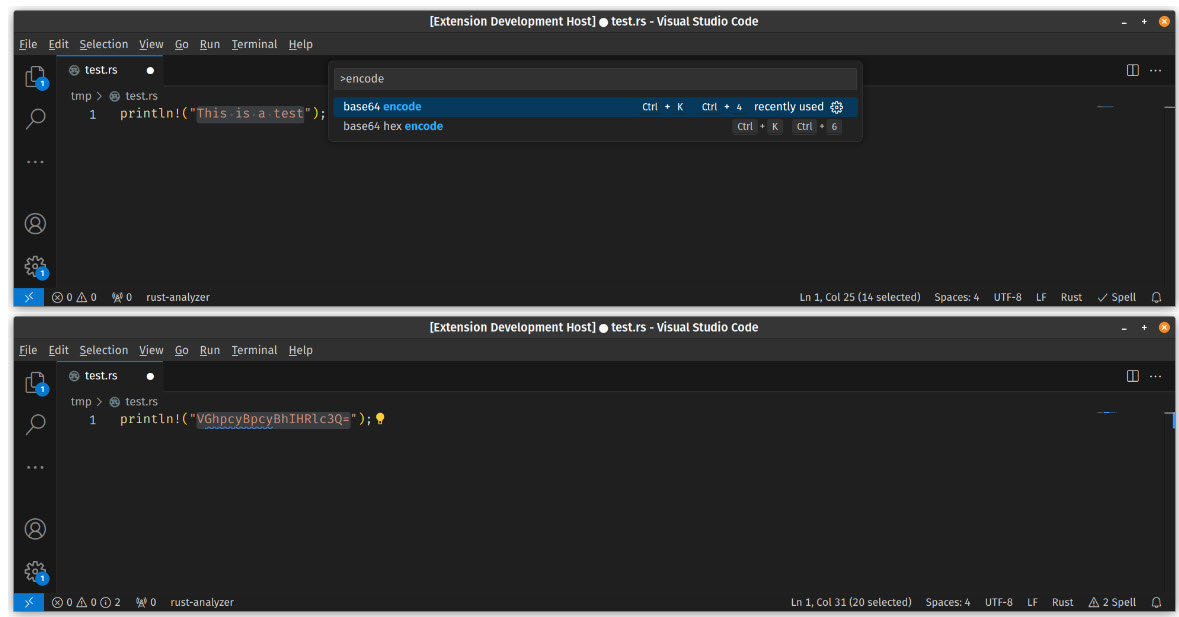 [Extension Development Host] ● test.rs - Visual Studio Code
File Edit Selection View Go Run Terminal Help
test.rs ●
tmp > test.rs
>encode
base64 encode Ctrl + K Ctrl + 4 recently used
base64 hex encode Ctrl + K Ctrl + 6
1 println!("This·is·a·test");
1
1
0 0 0 rust-analyzer Ln 1, Col 25 (14 selected) Spaces: 4 UTF-8 LF Rust Spell
[Extension Development Host] ● test.rs - Visual Studio Code
File Edit Selection View Go Run Terminal Help
test.rs ●
tmp > test.rs
1 println!("VGhpcyBpcyBhIHRlc3Q=");
1
1
0 0 2 0 rust-analyzer Ln 1, Col 31 (20 selected) Spaces: 4 UTF-8 LF Rust 2 Spell